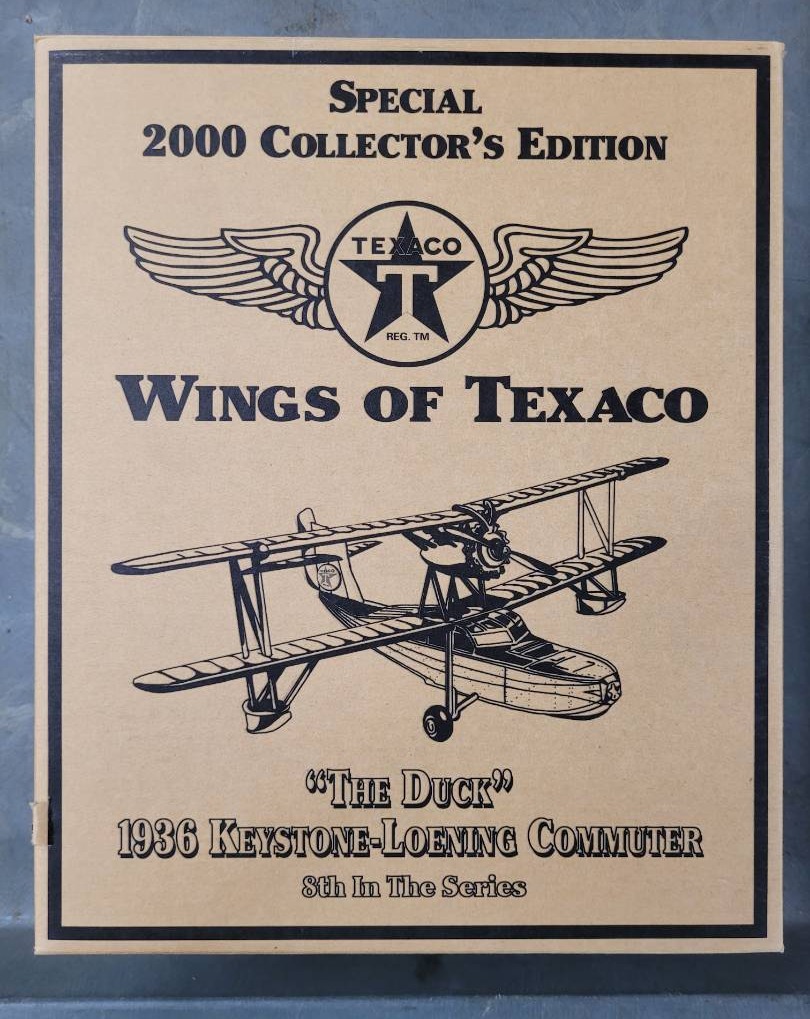 SPECIAL
2000 COLLECTOR'S EDITION
TEXACO
T
REG. TM
WINGS OF TEXACO
"THE DUCK"
1936 KEYSTONE-LOENING COMMUTER
8th In The Series